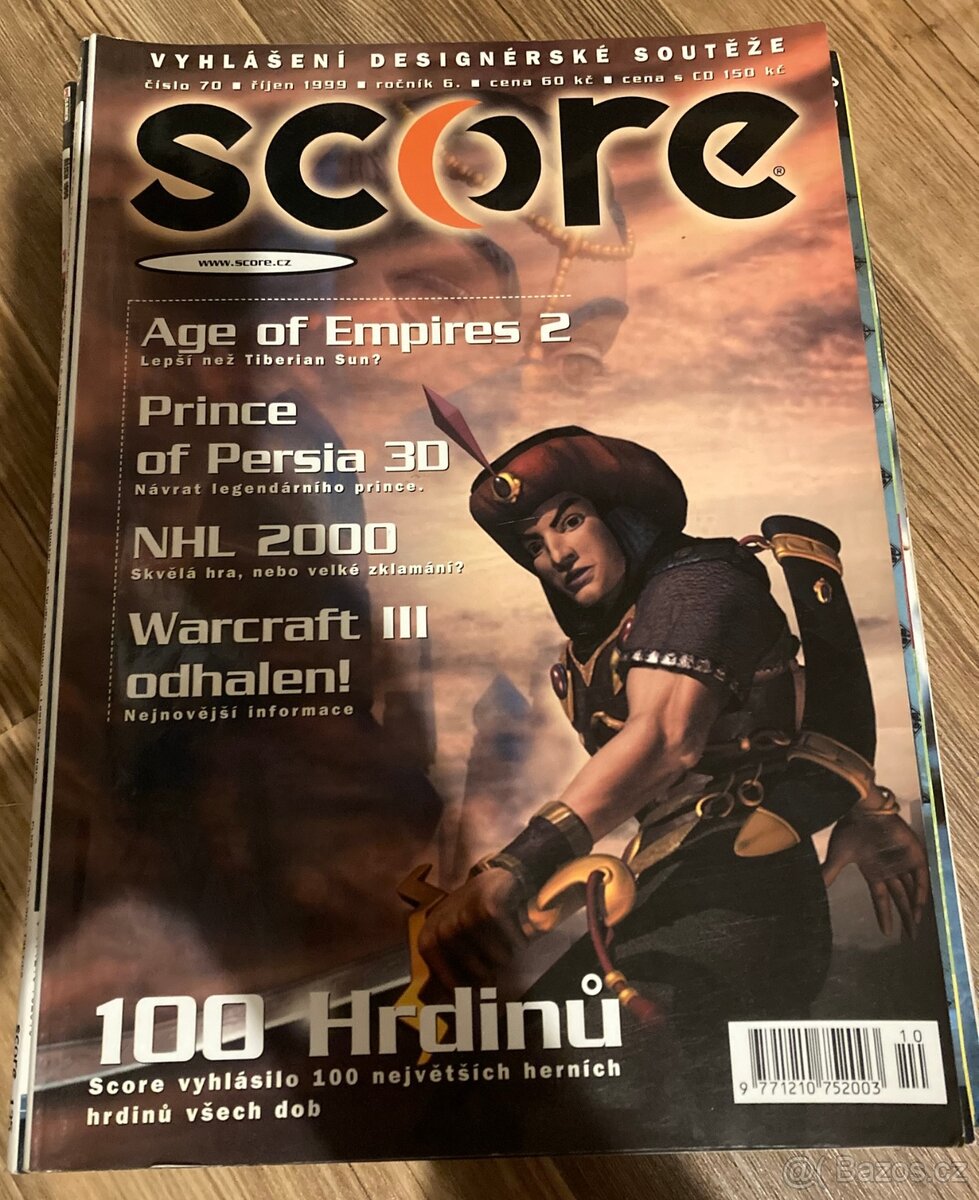 VYHLÁŠENÍ DESIGNÉRSKÉ SOUTĚŽE
číslo 70 ■ říjen 1999 ■ ročník 6. ■ cena 60 kč ■ cena s CD 150 kč
score®
www.score.cz
Age of Empires 2
Lepší než Tiberian Sun?
Prince
of Persia 3D
Návrat legendárního prince.
NHL 2000
Skvělá hra, nebo velké zklamání?
Warcraft III
odhalen!
Nejnovější informace
100 Hrdinů
Score vyhlásilo 100 největších herních
hrdinů všech dob
10
9 771210 752003
Bazos.cz